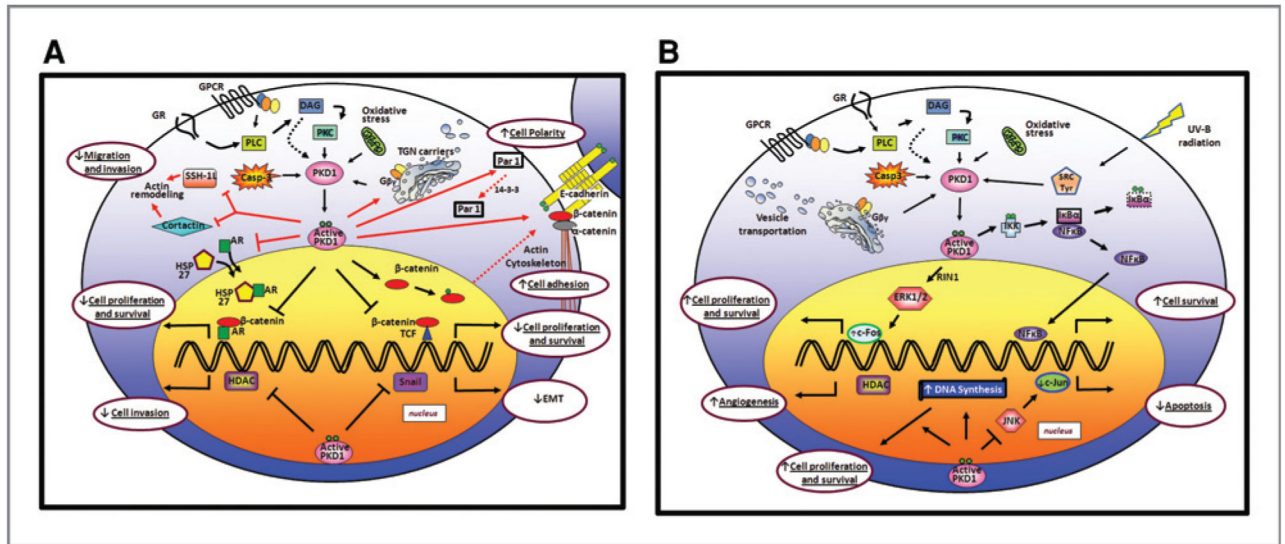 A
GPCR
GR
DAG
PLC
PKC
Oxidative
stress
↓Migration
and invasion
SSH-1L
Casp-3
PKD1
TGN carriers
Gβγ
↑Cell Polarity
Par 1
14-3-3
Par 1
Actin
remodeling
Cortactin
E-cadherin
β-catenin
α-catenin
Active
PKD1
AR
HSP
27
HSP
27
AR
Actin
Cytoskeleton
↑Cell adhesion
β-catenin
↓Cell proliferation
and survival
β-catenin
AR
β-catenin
TCF
↓Cell proliferation
and survival
HDAC
Snail
↓Cell invasion
nucleus
↓EMT
Active
PKD1
B
GR
GPCR
DAG
PLC
PKC
Oxidative
stress
UV-B
radiation
Casp3
PKD1
SRC
Tyr
IκBα
Vesicle
transportation
Gβγ
IKK
IκBα
NFκB
Active
PKD1
NFκB
RIN1
ERK1/2
↑Cell proliferation
and survival
↑Cell survival
↑c-Fos
NFκB
HDAC
↑ DNA Synthesis
↓c-Jun
↑Angiogenesis
JNK
nucleus
↓Apoptosis
↑Cell proliferation
and survival
Active
PKD1